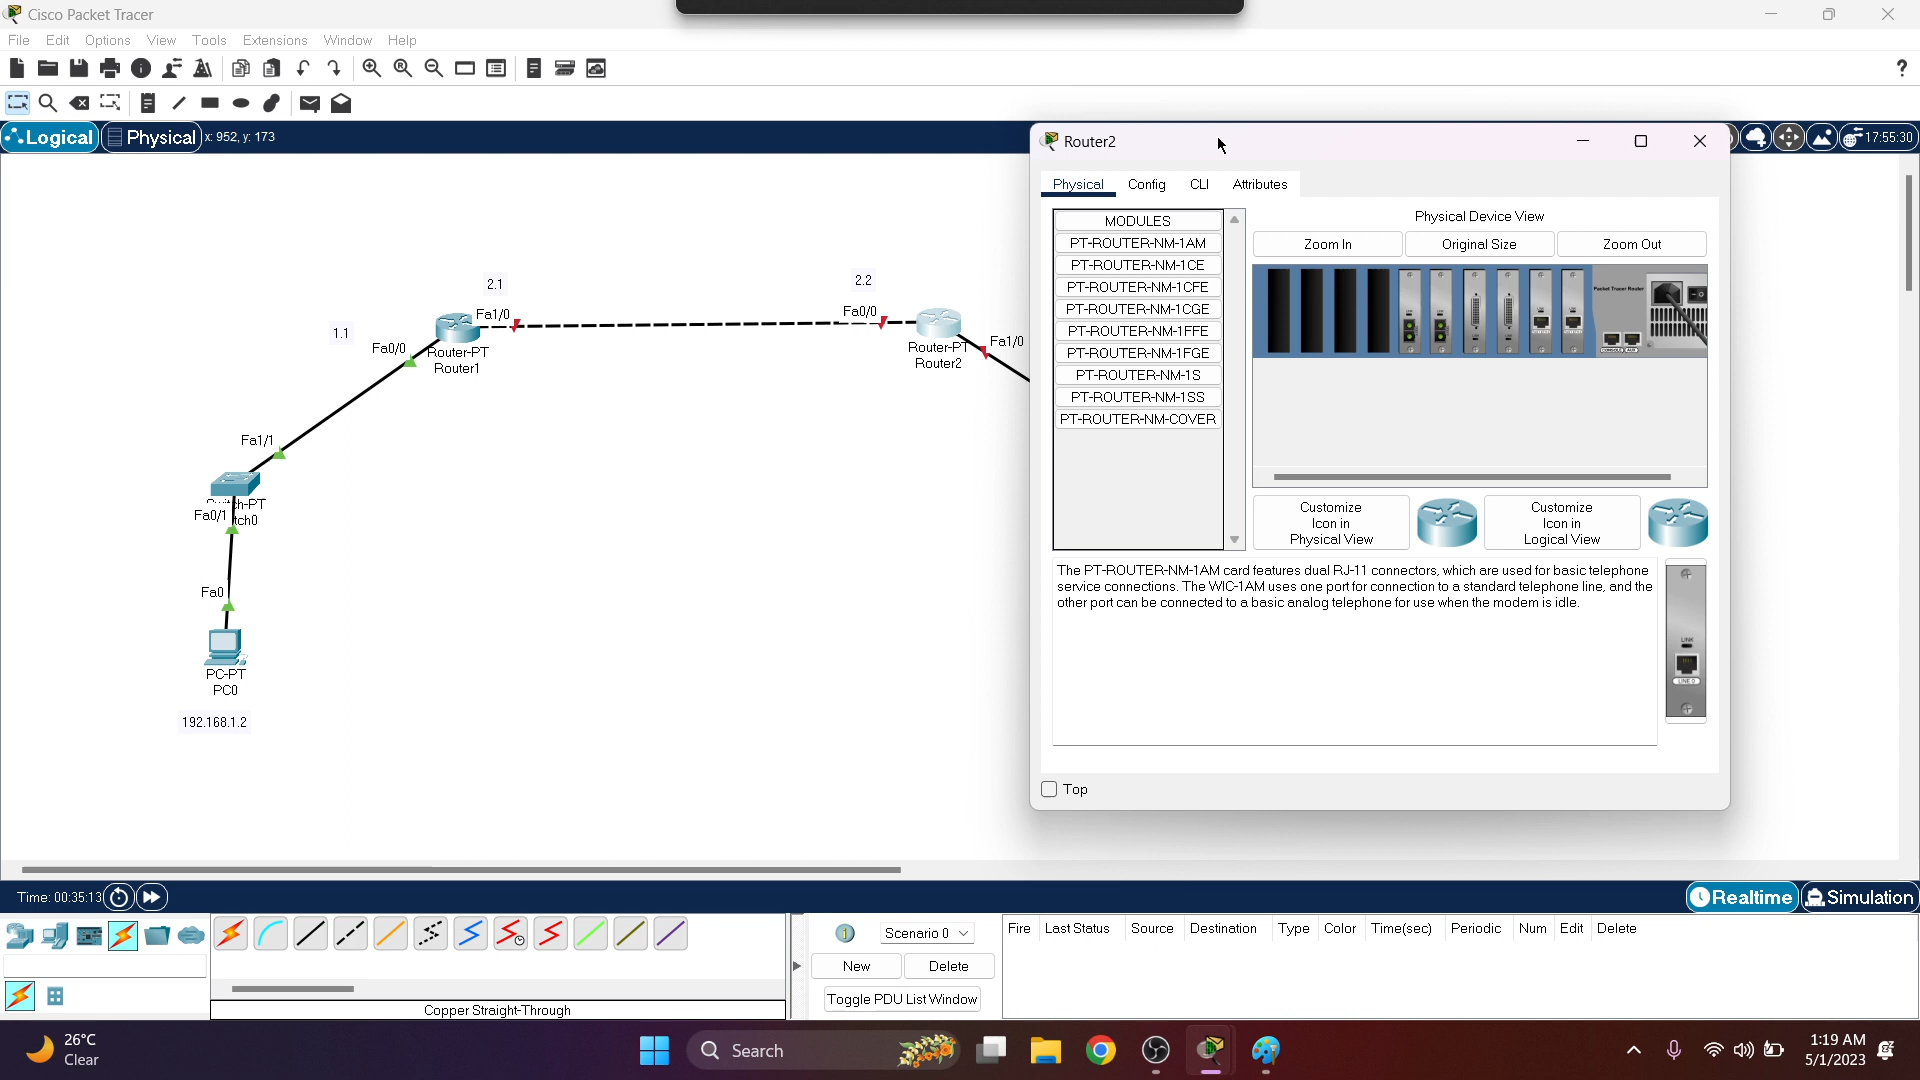 Cisco Packet Tracer
File Edit Options View Tools Extensions Window Help
?
Logical Physical x: 952, y: 173
17:55:30
Router2
Physical Config CLI Attributes
MODULES
PT-ROUTER-NM-1AM
PT-ROUTER-NM-1CE
PT-ROUTER-NM-1CFE
PT-ROUTER-NM-1CGE
PT-ROUTER-NM-1FFE
PT-ROUTER-NM-1FGE
PT-ROUTER-NM-1S
PT-ROUTER-NM-1SS
PT-ROUTER-NM-COVER
Physical Device View
Zoom In Original Size Zoom Out
Packet Tracer Router
CONSOLE AUX
Customize
Icon in
Physical View
Customize
Icon in
Logical View
The PT-ROUTER-NM-1AM card features dual RJ-11 connectors, which are used for basic telephone
service connections. The WIC-1AM uses one port for connection to a standard telephone line, and the
other port can be connected to a basic analog telephone for use when the modem is idle.
LINK
LINE 0
Top
2.1
2.2
Fa1/0
Fa0/0
1.1
Fa0/0
Router-PT
Router1
Router-PT
Router2
Fa1/0
Fa1/1
h-PT
tch0
Fa0/1
Fa0
PC-PT
PC0
192.168.1.2
Time: 00:35:13
Realtime Simulation
Scenario 0
New Delete
Toggle PDU List Window
Fire Last Status Source Destination Type Color Time(sec) Periodic Num Edit Delete
Copper Straight-Through
26°C
Clear
Search
1:19 AM
5/1/2023